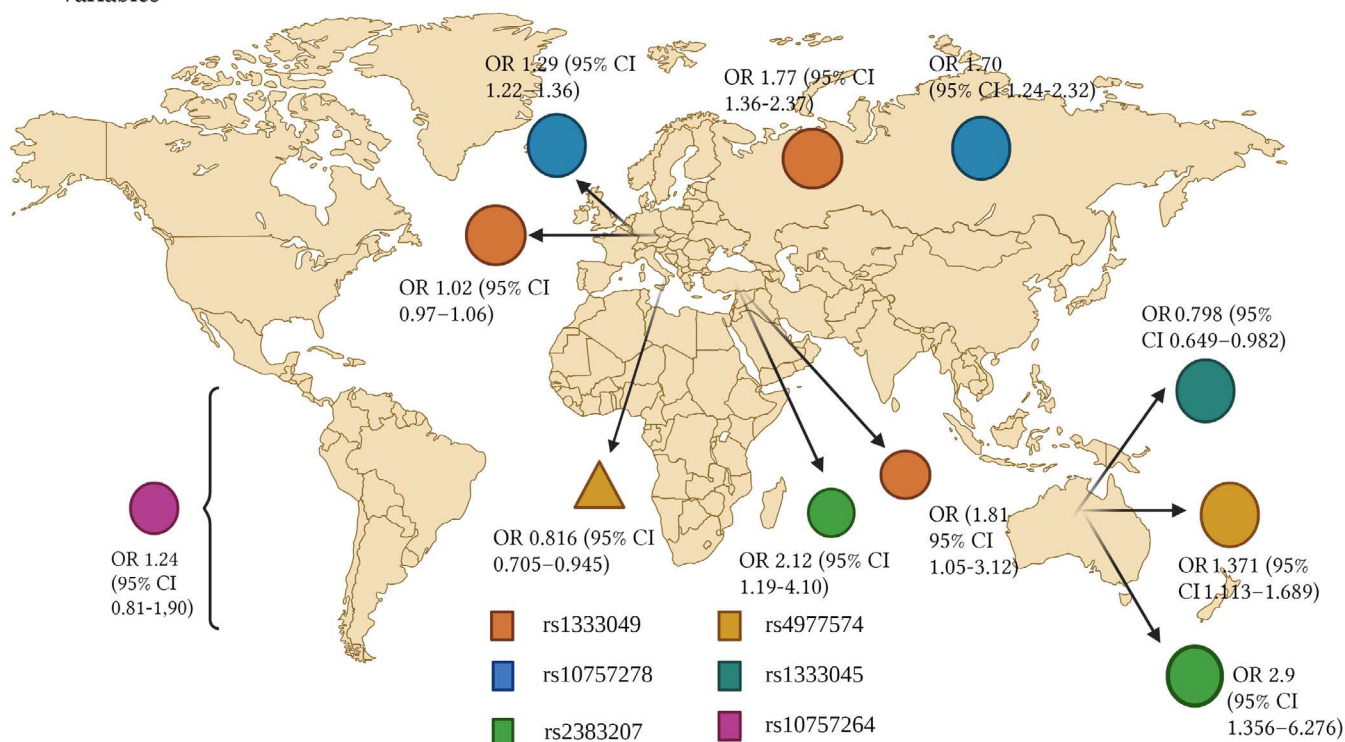 OR 1.29 (95% CI
1.22–1.36)
OR 1.77 (95% CI
1.36-2.37)
OR 1.70
(95% CI 1.24-2.32)
OR 1.02 (95% CI
0.97–1.06)
OR 0.798 (95%
CI 0.649–0.982)
OR 1.24
(95% CI
0.81-1,90)
OR 0.816 (95% CI
0.705–0.945)
OR 2.12 (95% CI
1.19-4.10)
OR (1.81
95% CI
1.05-3.12)
OR 1.371 (95%
CI 1.113–1.689)
OR 2.9
(95% CI
1.356–6.276)
rs1333049
rs4977574
rs10757278
rs1333045
rs2383207
rs10757264